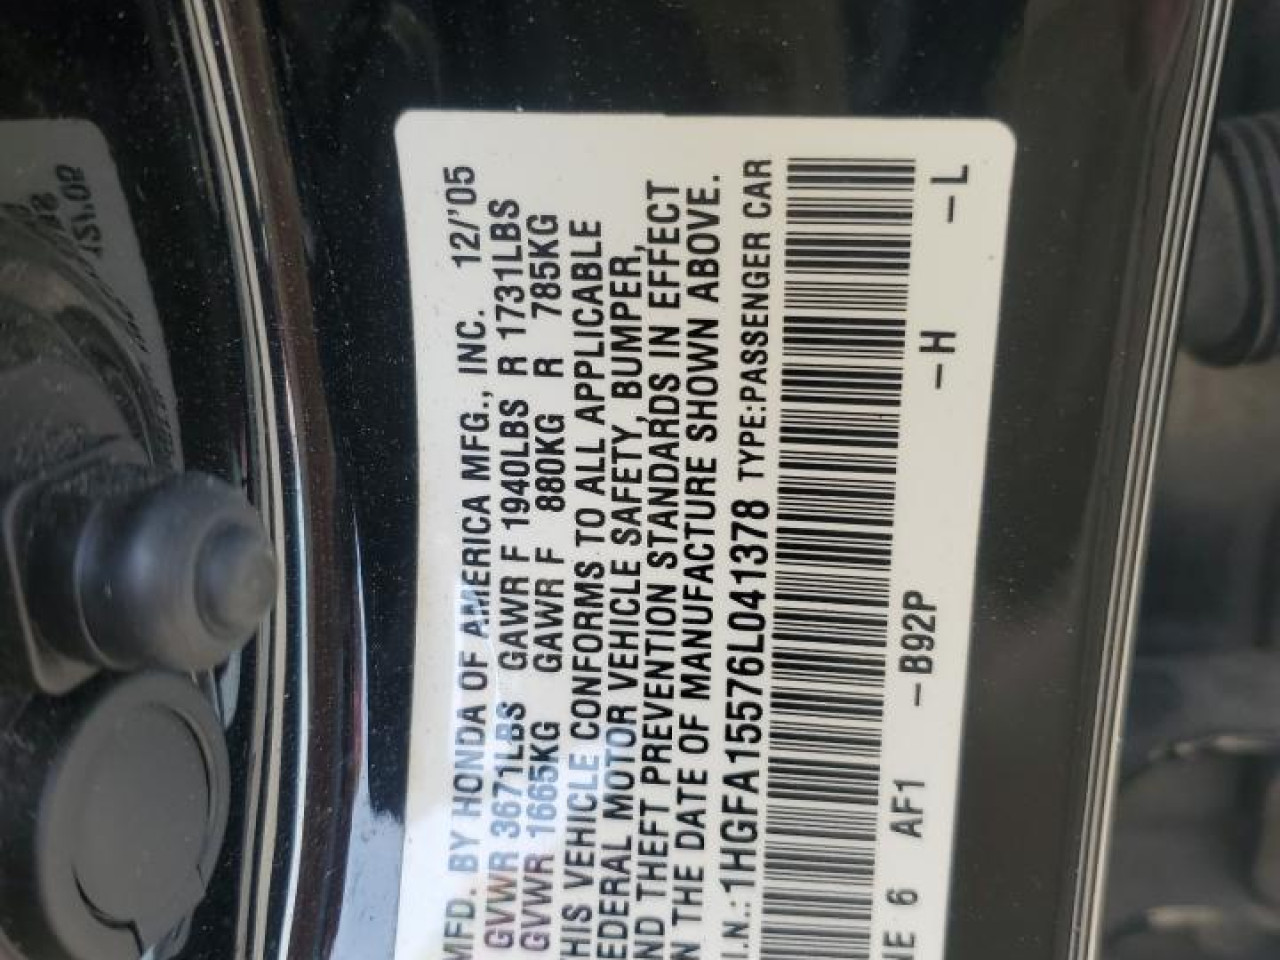 MFD. BY HONDA OF AMERICA MFG., INC. 12/'05
GVWR 3671LBS GAWR F 1940LBS R 1731LBS
GVWR 1665KG GAWR F 880KG R 785KG
THIS VEHICLE CONFORMS TO ALL APPLICABLE
FEDERAL MOTOR VEHICLE SAFETY, BUMPER,
ND THEFT PREVENTION STANDARDS IN EFFECT
N THE DATE OF MANUFACTURE SHOWN ABOVE.
I.N.: 1HGFA15576L041378 TYPE:PASSENGER CAR
NE 6 AF1 –B92P –H –L